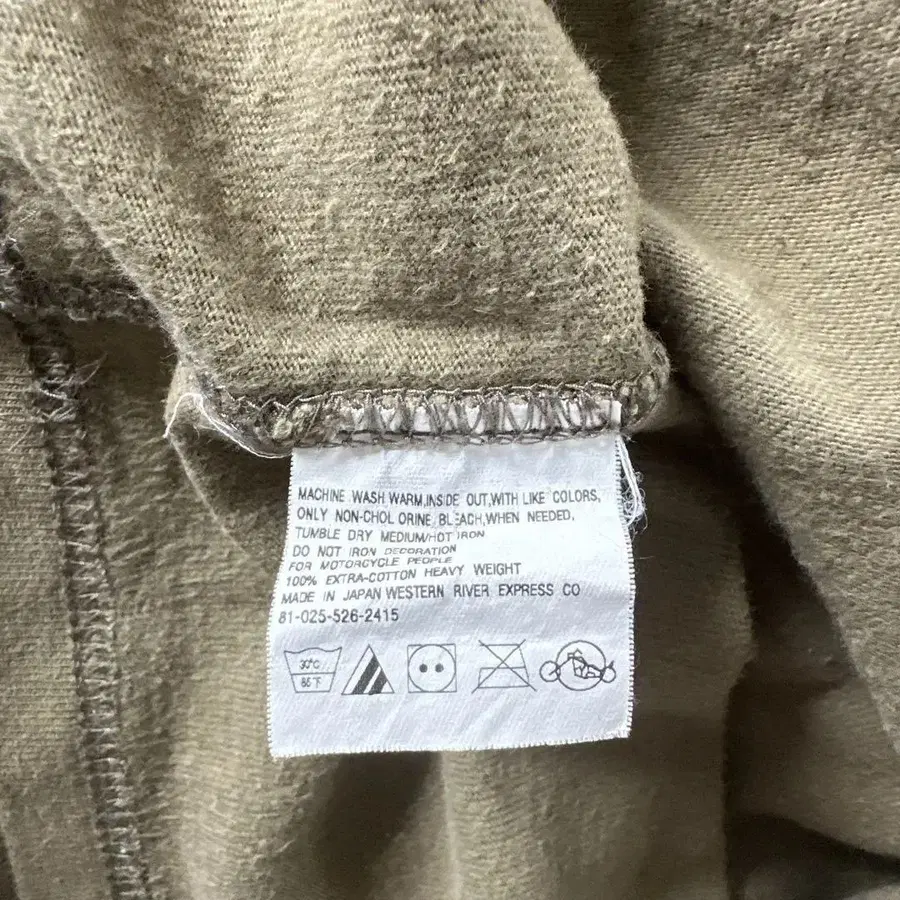 MACHINE WASH WARM,INSIDE OUT,WITH LIKE COLORS,
ONLY NON-CHOL ORINE BLEACH,WHEN NEEDED,
TUMBLE DRY MEDIUM/HOT IRON
DO NOT IRON DECORATION
FOR MOTORCYCLE PEOPLE
100% EXTRA-COTTON HEAVY WEIGHT
MADE IN JAPAN WESTERN RIVER EXPRESS CO
81-025-526-2415
30°C
85°F